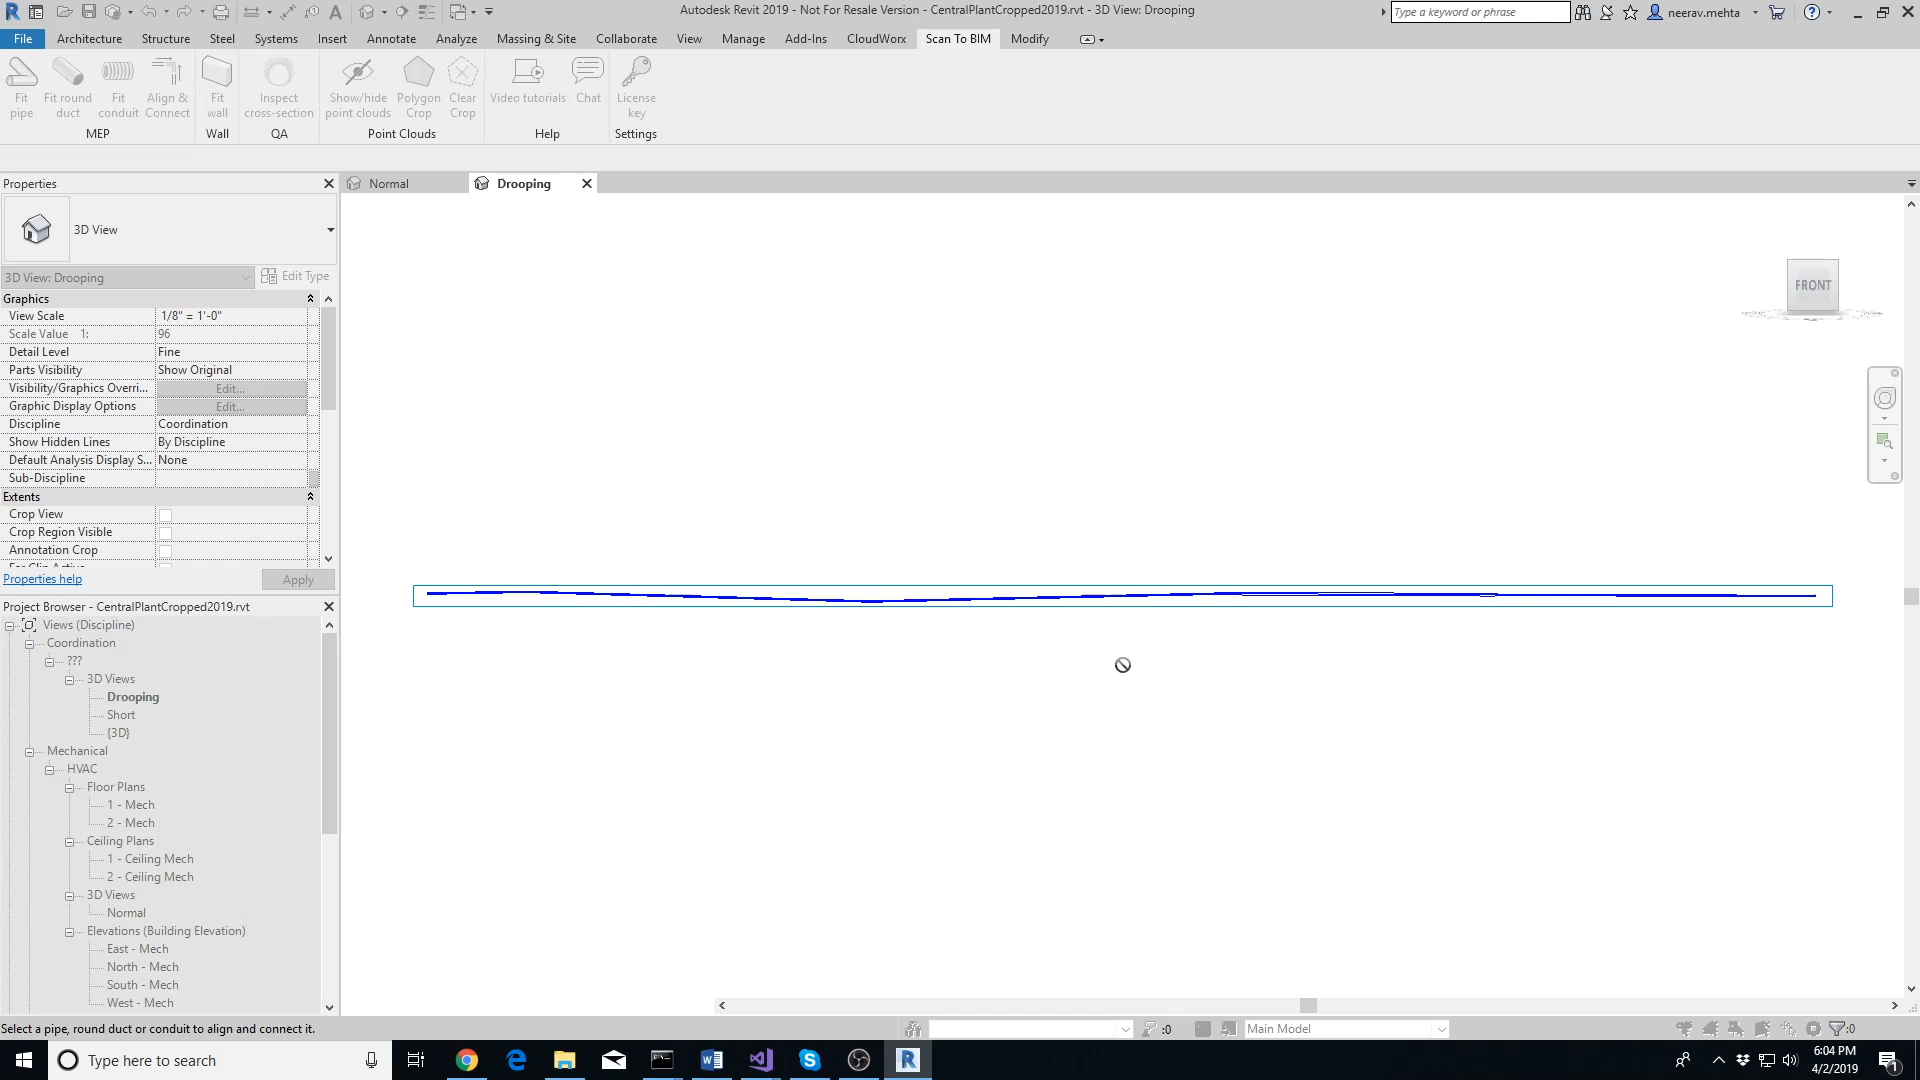 Autodesk Revit 2019 - Not For Resale Version - CentralPlantCropped2019.rvt - 3D View: Drooping
Type a keyword or phrase
neerav.mehta
File Architecture Structure Steel Systems Insert Annotate Analyze Massing & Site Collaborate View Manage Add-Ins CloudWorx Scan To BIM Modify
Fit pipe
Fit round duct
Fit conduit
Align & Connect
MEP
Fit wall
Wall
Inspect cross-section
QA
Show/hide point clouds
Polygon Crop
Clear Crop
Point Clouds
Video tutorials
Chat
Help
License key
Settings
Properties
Normal
Drooping
3D View
3D View: Drooping
Edit Type
Graphics
View Scale 1/8" = 1'-0"
Scale Value 1: 96
Detail Level Fine
Parts Visibility Show Original
Visibility/Graphics Overri... Edit...
Graphic Display Options Edit...
Discipline Coordination
Show Hidden Lines By Discipline
Default Analysis Display S... None
Sub-Discipline
Extents
Crop View
Crop Region Visible
Annotation Crop
Properties help
Apply
FRONT
Project Browser - CentralPlantCropped2019.rvt
Views (Discipline)
Coordination
???
3D Views
Drooping
Short
{3D}
Mechanical
HVAC
Floor Plans
1 - Mech
2 - Mech
Ceiling Plans
1 - Ceiling Mech
2 - Ceiling Mech
3D Views
Normal
Elevations (Building Elevation)
East - Mech
North - Mech
South - Mech
West - Mech
Select a pipe, round duct or conduit to align and connect it.
:0
Main Model
:0
Type here to search
6:04 PM
4/2/2019
1